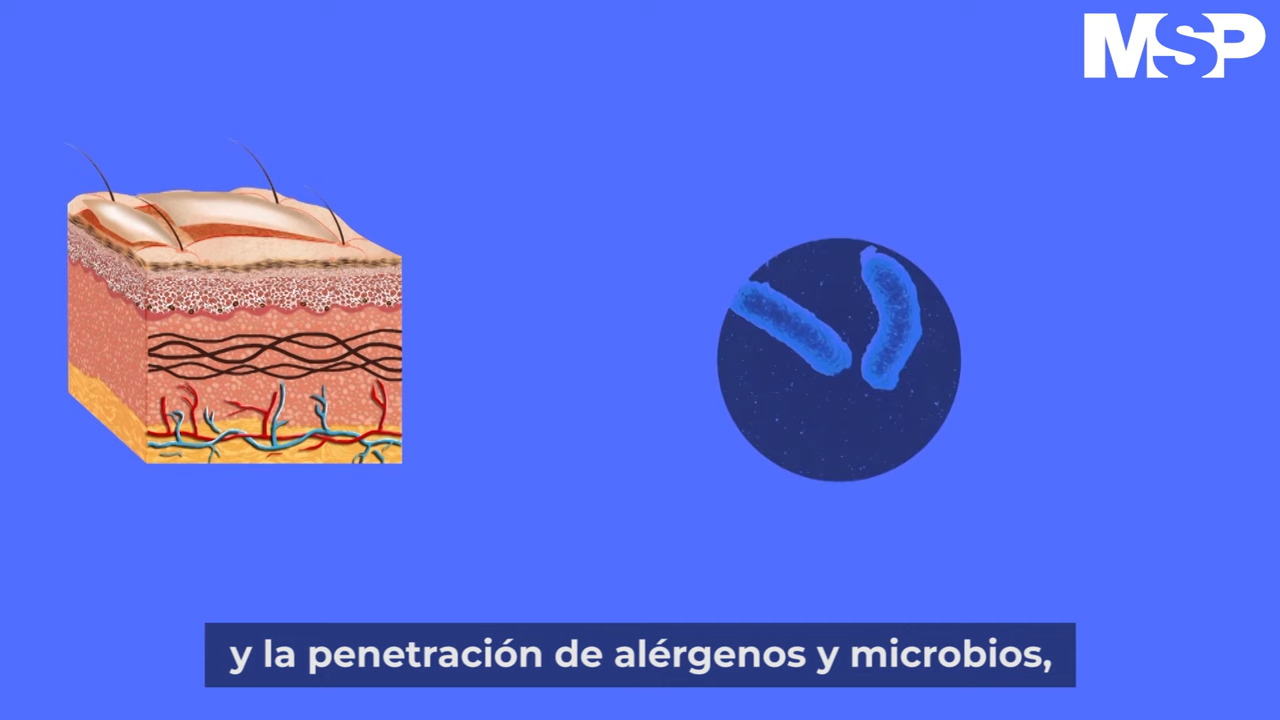 MSP
y la penetración de alérgenos y microbios,